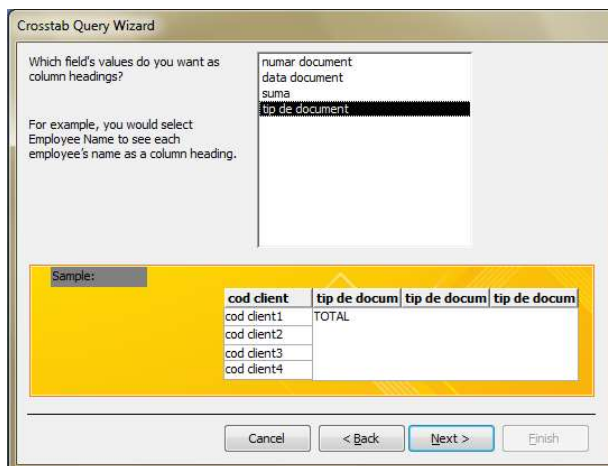 Crosstab Query Wizard
Which field's values do you want as
column headings?
For example, you would select
Employee Name to see each
employee's name as a column heading.
numar document
data document
suma
tip de document
Sample:
cod client tip de docum tip de docum tip de docum
cod client1 TOTAL
cod client2
cod client3
cod client4
Cancel < Back Next > Finish